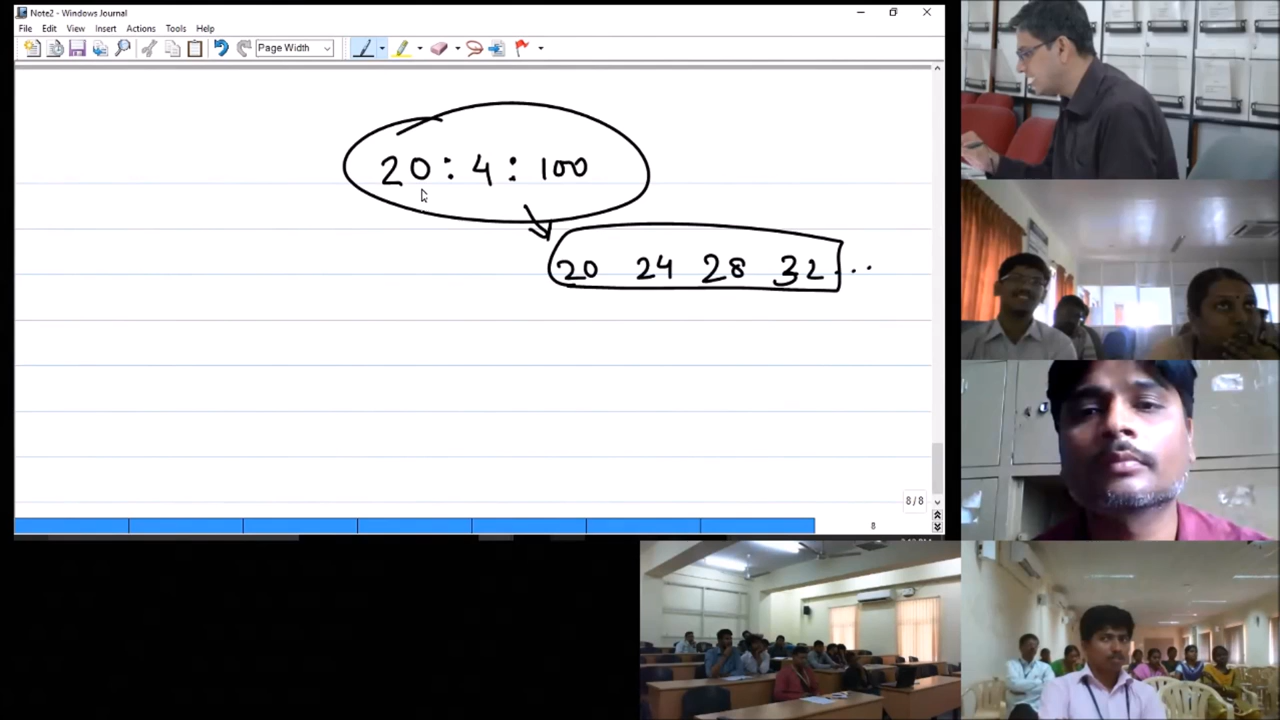 Note2 - Windows Journal
File Edit View Insert Actions Tools Help
Page Width
20 : 4 : 100
20 24 28 32 ...
8 / 8
8